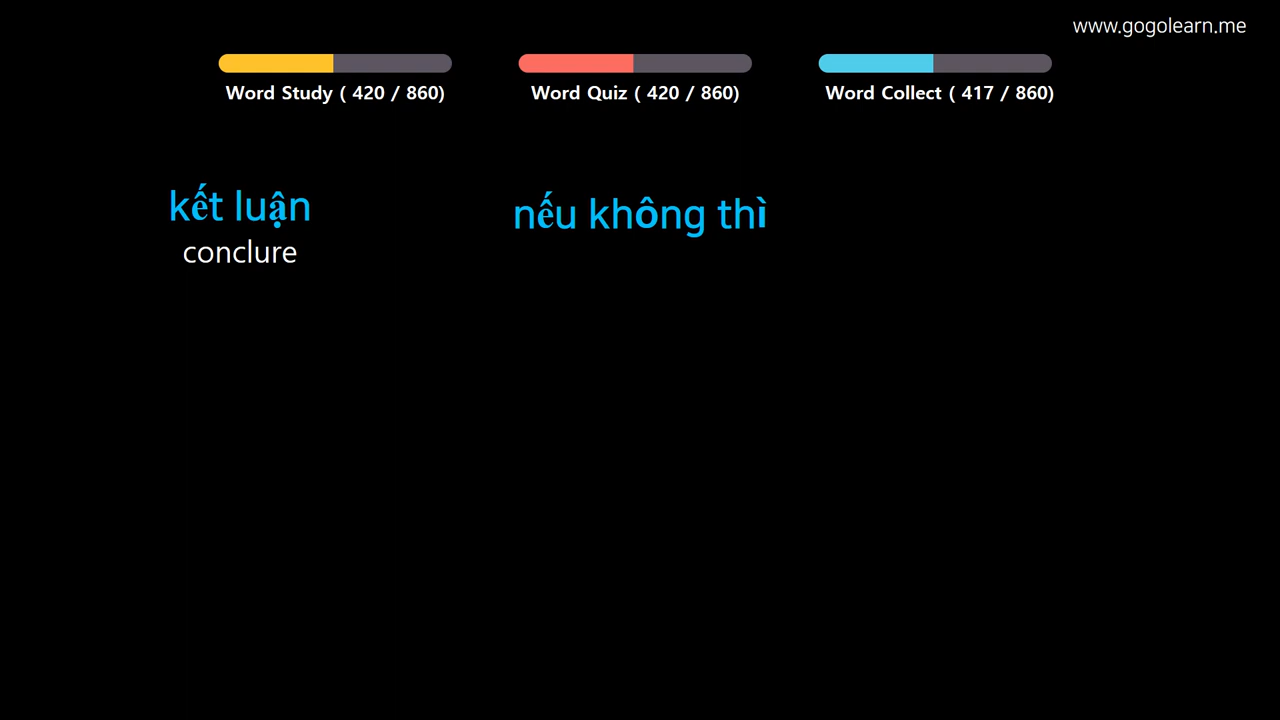 www.gogolearn.me
Word Study ( 420 / 860)
Word Quiz ( 420 / 860)
Word Collect ( 417 / 860)
kết luận
conclure
nếu không thì